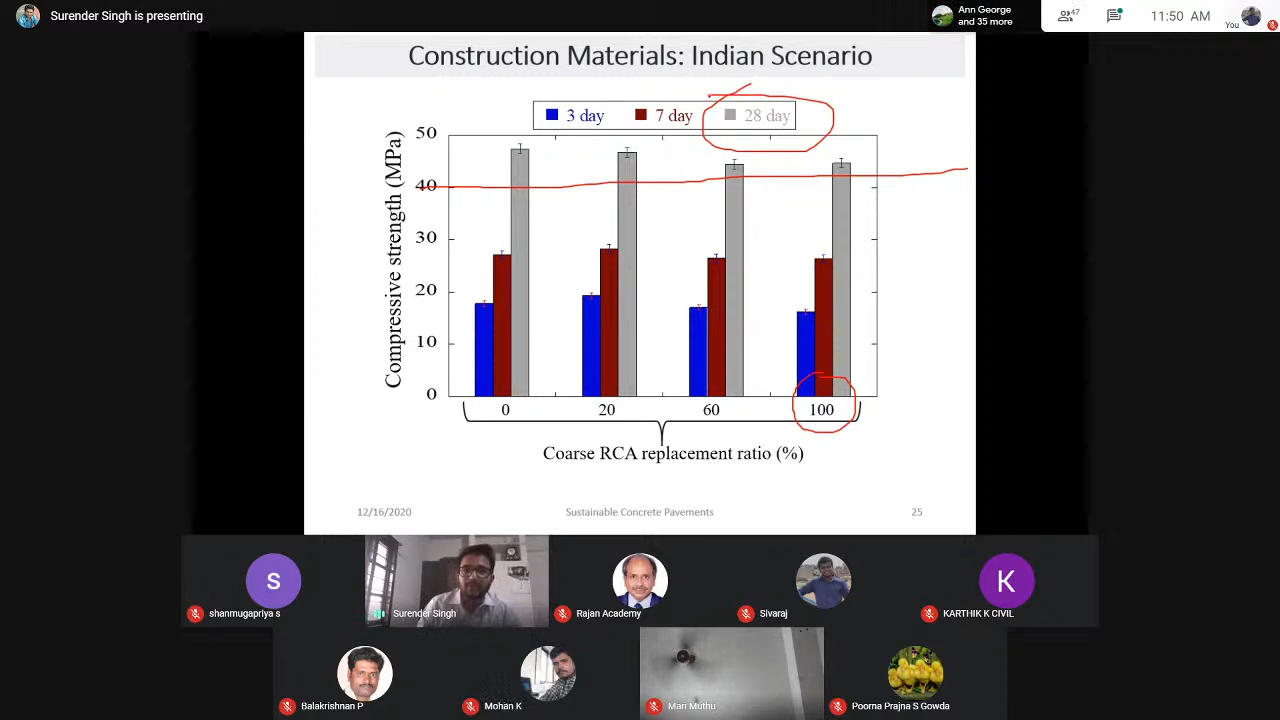 Surender Singh is presenting
Ann George
and 35 more
47
11:50 AM
You
Construction Materials: Indian Scenario
3 day 7 day 28 day
Compressive strength (MPa)
50
40
30
20
10
0
0 20 60 100
Coarse RCA replacement ratio (%)
12/16/2020 Sustainable Concrete Pavements 25
S K
shanmugapriya s Surender Singh Rajan Academy Sivaraj KARTHIK K CIVIL
Balakrishnan P Mohan K Mari Muthu Poorna Prajna S Gowda